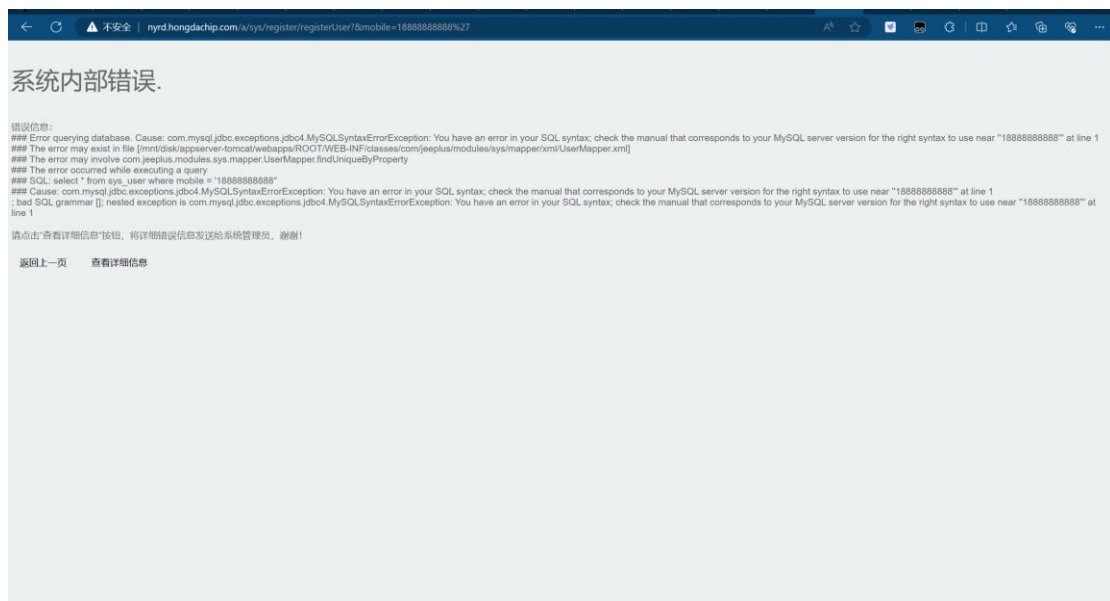 不安全 | nyrd.hongdachip.com/a/sys/register/registerUser?&mobile=18888888888%27
系统内部错误.
错误信息:
### Error querying database. Cause: com.mysql.jdbc.exceptions.jdbc4.MySQLSyntaxErrorException: You have an error in your SQL syntax; check the manual that corresponds to your MySQL server version for the right syntax to use near ''18888888888'' at line 1
### The error may exist in file [/mnt/disk/appserver-tomcat/webapps/ROOT/WEB-INF/classes/com/jeeplus/modules/sys/mapper/xml/UserMapper.xml]
### The error may involve com.jeeplus.modules.sys.mapper.UserMapper.findUniqueByProperty
### The error occurred while executing a query
### SQL: select * from sys_user where mobile = '18888888888''
### Cause: com.mysql.jdbc.exceptions.jdbc4.MySQLSyntaxErrorException: You have an error in your SQL syntax; check the manual that corresponds to your MySQL server version for the right syntax to use near ''18888888888''' at line 1
; bad SQL grammar []; nested exception is com.mysql.jdbc.exceptions.jdbc4.MySQLSyntaxErrorException: You have an error in your SQL syntax; check the manual that corresponds to your MySQL server version for the right syntax to use near ''18888888888''' at
line 1
请点击"查看详细信息"按钮，将详细错误信息发送给系统管理员，谢谢！
返回上一页 查看详细信息